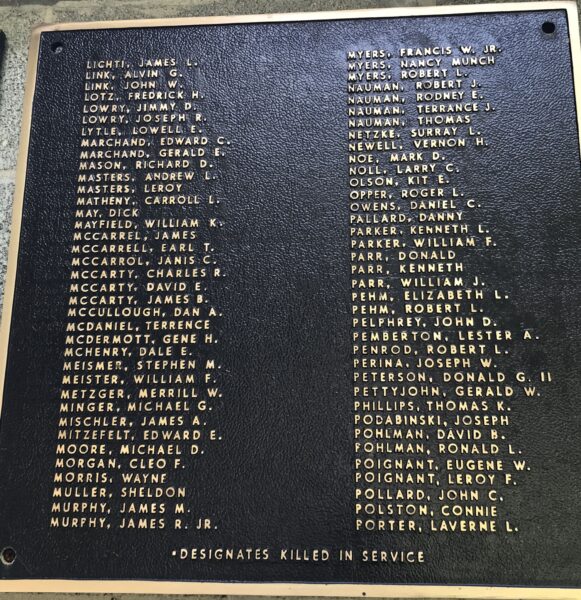 LICHTI, JAMES L.
LINK, ALVIN G.
LINK, JOHN W.
LOTZ, FREDRICK H.
LOWRY, JIMMY D.
LOWRY, JOSEPH R.
LYTLE, LOWELL E.
MARCHAND, EDWARD C.
MARCHAND, GERALD E.
MASON, RICHARD D.
MASTERS, ANDREW L.
MASTERS, LEROY
MATHENY, CARROLL L.
MAY, DICK
MAYFIELD, WILLIAM K.
MCCARREL, JAMES
MCCARRELL, EARL T.
MCCARROL, JANIS C.
MCCARTY, CHARLES R.
MCCARTY, DAVID E.
MCCARTY, JAMES B.
MCCULLOUGH, DAN A.
MCDANIEL, TERRENCE
MCDERMOTT, GENE H.
MCHENRY, DALE E.
MEISMER, STEPHEN M.
MEISTER, WILLIAM F.
METZGER, MERRILL W.
MINGER, MICHAEL G.
MISCHLER, JAMES A.
MITZEFELT, EDWARD E.
MOORE, MICHAEL D.
MORGAN, CLEO F.
MORRIS, WAYNE
MULLER, SHELDON
MURPHY, JAMES M.
MURPHY, JAMES R. JR.
MYERS, FRANCIS W. JR.
MYERS, NANCY MUNCH
MYERS, ROBERT L.
NAUMAN, ROBERT J.
NAUMAN, RODNEY E.
NAUMAN, TERRANCE J.
NAUMAN, THOMAS
NETZKE, SURRAY L.
NEWELL, VERNON H.
NOE, MARK D.
NOLL, LARRY C.
OLSON, KIT E.
OPPER, ROGER L.
OWENS, DANIEL C.
PALLARD, DANNY
PARKER, KENNETH L.
PARKER, WILLIAM F.
PARR, DONALD
PARR, KENNETH
PARR, WILLIAM J.
PEHM, ELIZABETH L.
PEHM, ROBERT L.
PELPHREY, JOHN D.
PEMBERTON, LESTER A.
PENROD, ROBERT L.
PERINA, JOSEPH W.
PETERSON, DONALD G. II
PETTYJOHN, GERALD W.
PHILLIPS, THOMAS K.
PODABINSKI, JOSEPH
POHLMAN, DAVID B.
POHLMAN, RONALD L.
POIGNANT, EUGENE W.
POIGNANT, LEROY F.
POLLARD, JOHN C.
POLSTON, CONNIE
PORTER, LAVERNE L.
*DESIGNATES KILLED IN SERVICE